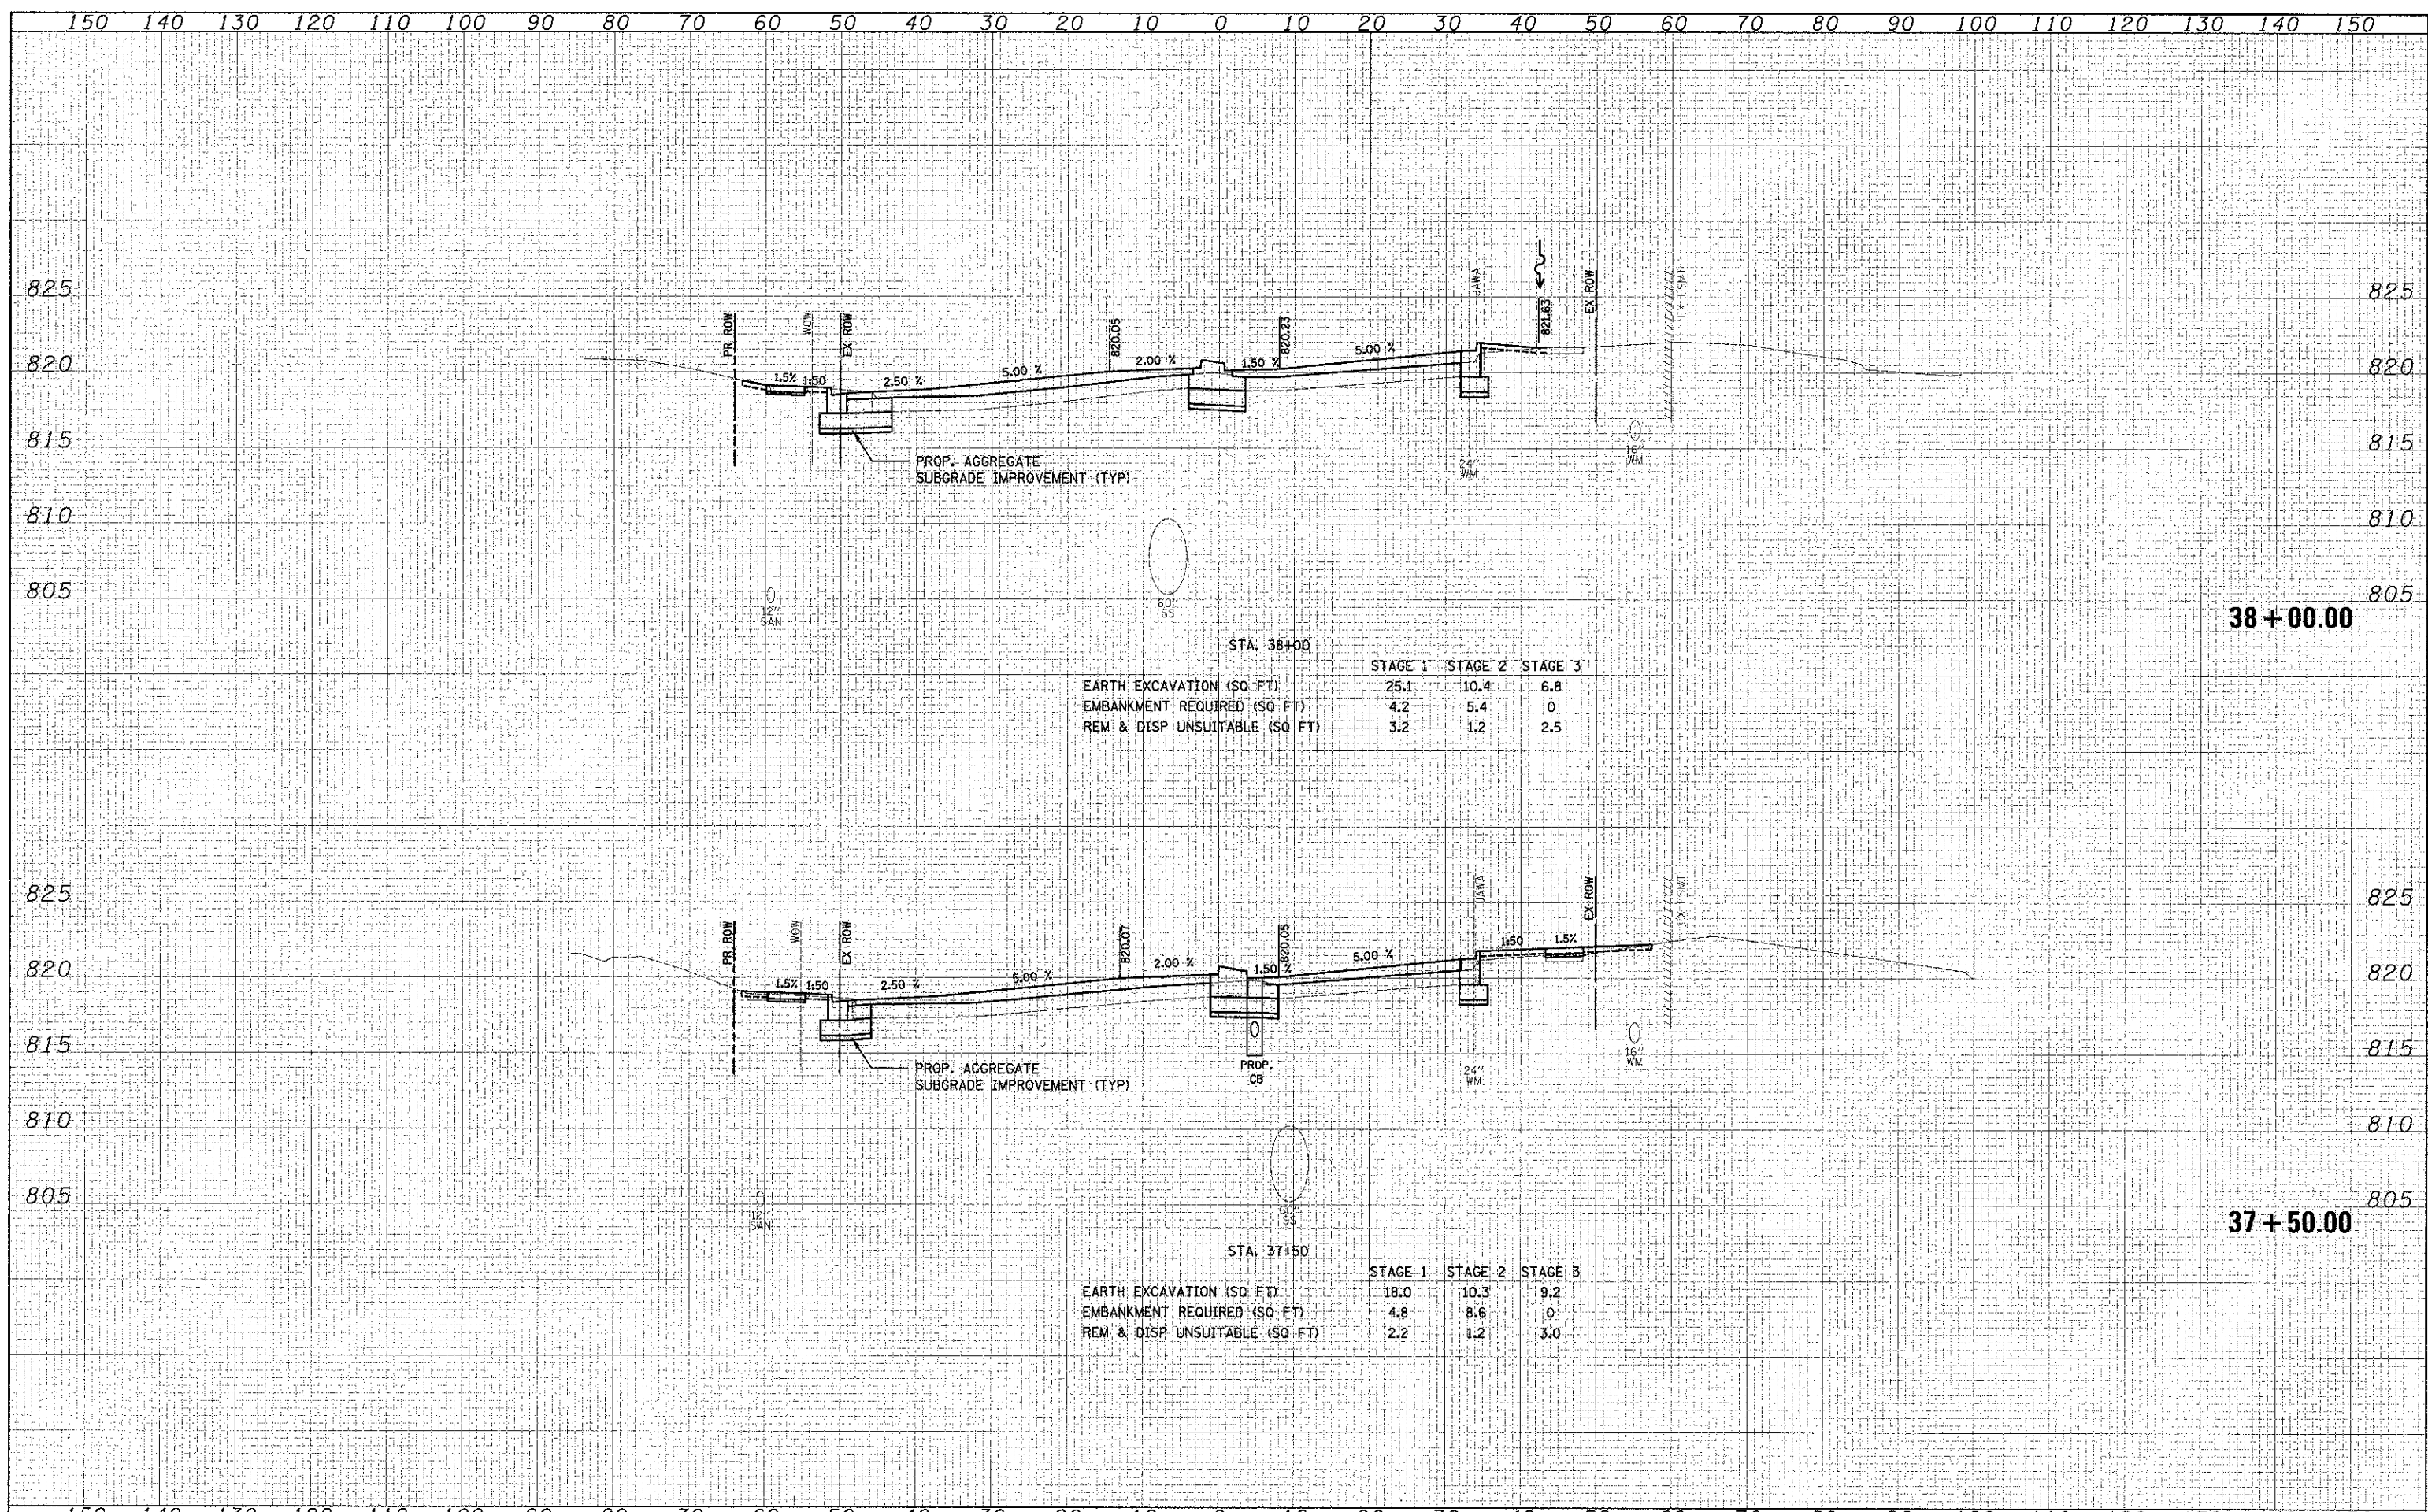 150 140 130 120 110 100 90 80 70 60 50 40 30 20 10 0 10 20 30 40 50 60 70 80 90 100 110 120 130 140 150
JAWA
EX ROW
EX ESMT
825 825
PR ROW
WOW
EX ROW
820.05
820.23
821.63
820 820
1.5% 1:50 2.50 % 5.00 % 2.00 % 1.50 % 5.00 %
815 815
16"
WM
PROP. AGGREGATE
SUBGRADE IMPROVEMENT (TYP)
24"
WM
810 810
805 805
12"
SAN
60"
SS
38+00.00
STA. 38+00
STAGE 1 STAGE 2 STAGE 3
EARTH EXCAVATION (SQ FT) 25.1 10.4 6.8
EMBANKMENT REQUIRED (SQ FT) 4.2 5.4 0
REM & DISP UNSUITABLE (SQ FT) 3.2 1.2 2.5
JAWA
EX ROW
EX ESMT
825 825
PR ROW
WOW
EX ROW
820.07
820.05
820 820
1.5% 1:50 2.50 % 5.00 % 2.00 % 1.50 % 5.00 % 1:50 1.5%
815 815
16"
WM
PROP. AGGREGATE
SUBGRADE IMPROVEMENT (TYP)
PROP.
CB
24"
WM
810 810
805 805
12"
SAN
60"
SS
37+50.00
STA. 37+50
STAGE 1 STAGE 2 STAGE 3
EARTH EXCAVATION (SQ FT) 18.0 10.3 9.2
EMBANKMENT REQUIRED (SQ FT) 4.8 8.6 0
REM & DISP UNSUITABLE (SQ FT) 2.2 1.2 3.0